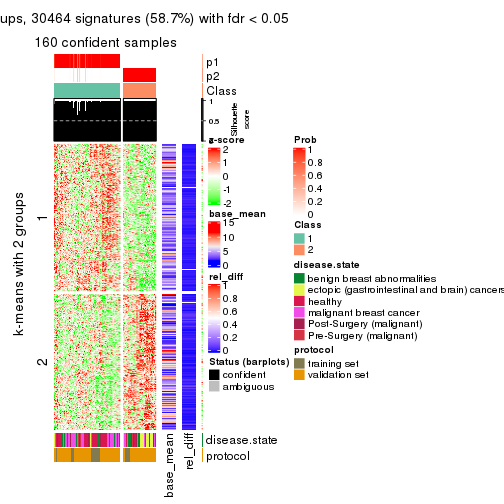 ups, 30464 signatures (58.7%) with fdr < 0.05
160 confident samples
p1
p2
Class
1
0.5
Silhouette
score
k-means with 2 groups
1
2
z-score
2
1
0
-1
-2
base_mean
15
10
5
0
rel_diff
1
0.8
0.6
0.4
0.2
0
Status (barplots)
confident
ambiguous
Prob
1
0.8
0.6
0.4
0.2
0
Class
1
2
disease.state
benign breast abnormalities
ectopic (gastrointestinal and brain) cancers
healthy
malignant breast cancer
Post-Surgery (malignant)
Pre-Surgery (malignant)
protocol
training set
validation set
disease.state
protocol
base_mean
rel_diff